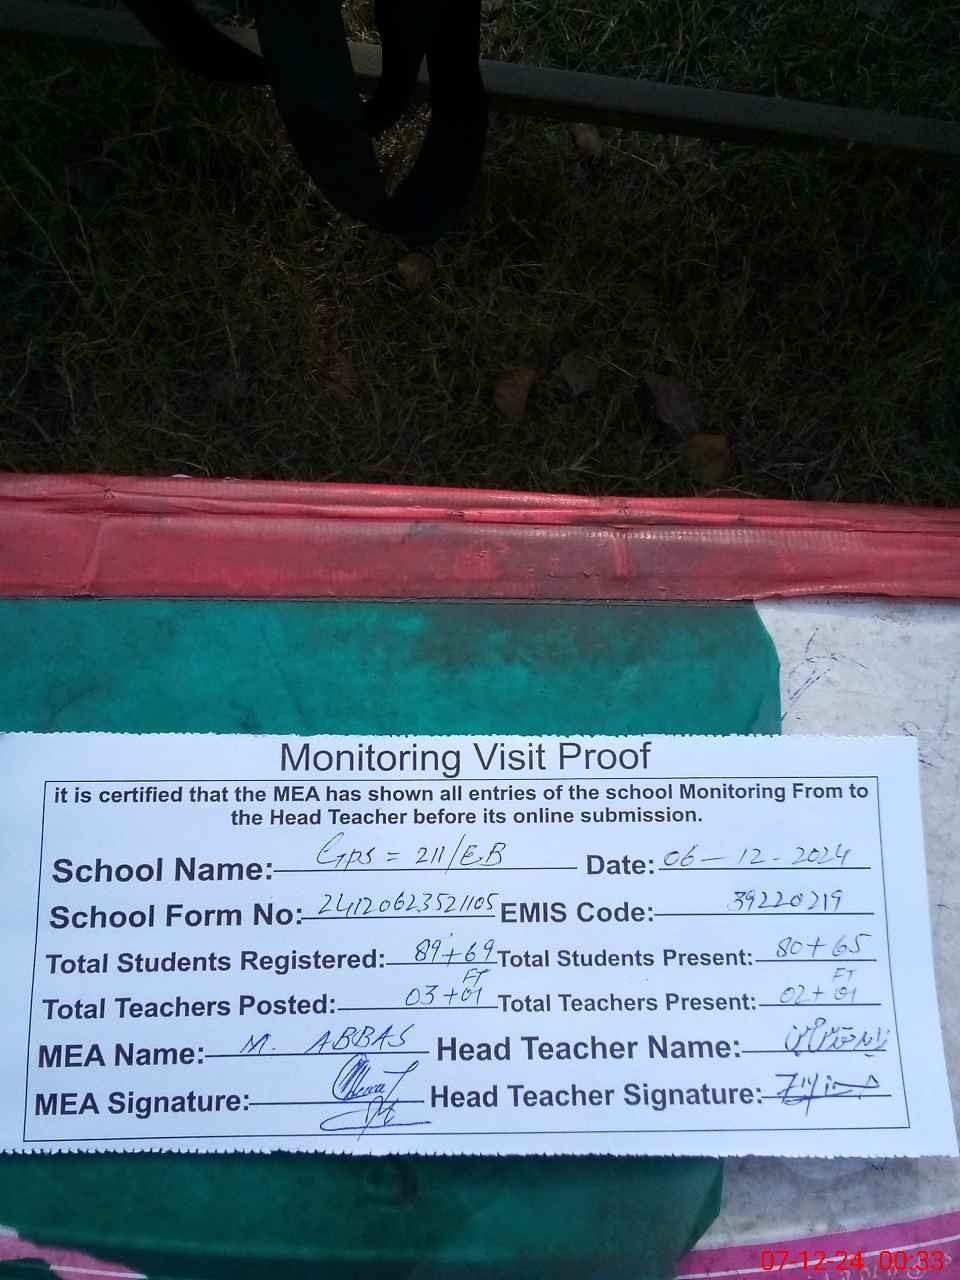 Monitoring Visit Proof
it is certified that the MEA has shown all entries of the school Monitoring From to
the Head Teacher before its online submission.
School Name: GPS = 211/EB Date: 06-12-2024
School Form No: 24120623521105 EMIS Code: 39220219
Total Students Registered: 89+69 Total Students Present: 80+65
FT FT
Total Teachers Posted: 03+01 Total Teachers Present: 02+01
MEA Name: M. ABBAS Head Teacher Name:
MEA Signature: Head Teacher Signature:
07-12-24 00:33